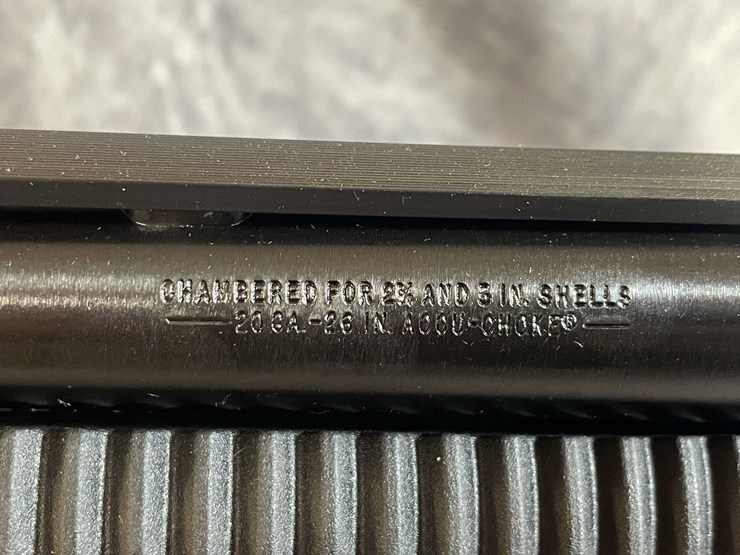 CHAMBERED FOR 2¾ AND 3 IN. SHELLS
20 GA.-26 IN. ACCU-CHOKE®